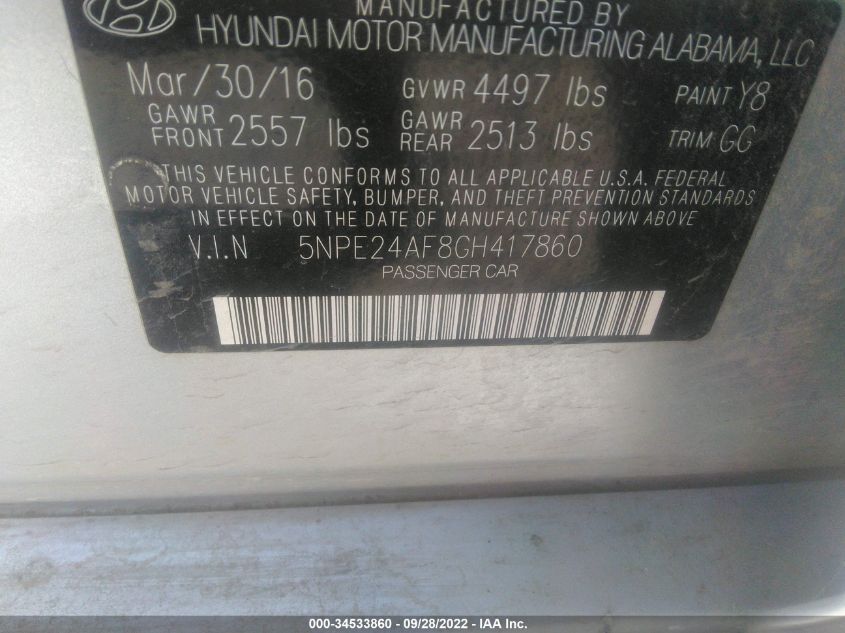 MANUFACTURED BY
HYUNDAI MOTOR MANUFACTURING ALABAMA, LLC
Mar/30/16 GVWR 4497 lbs PAINT Y8
GAWR FRONT 2557 lbs GAWR REAR 2513 lbs TRIM GG
THIS VEHICLE CONFORMS TO ALL APPLICABLE U.S.A. FEDERAL
MOTOR VEHICLE SAFETY, BUMPER, AND THEFT PREVENTION STANDARDS
IN EFFECT ON THE DATE OF MANUFACTURE SHOWN ABOVE
V.I.N 5NPE24AF8GH417860
PASSENGER CAR
000-34533860 - 09/28/2022 - IAA Inc.